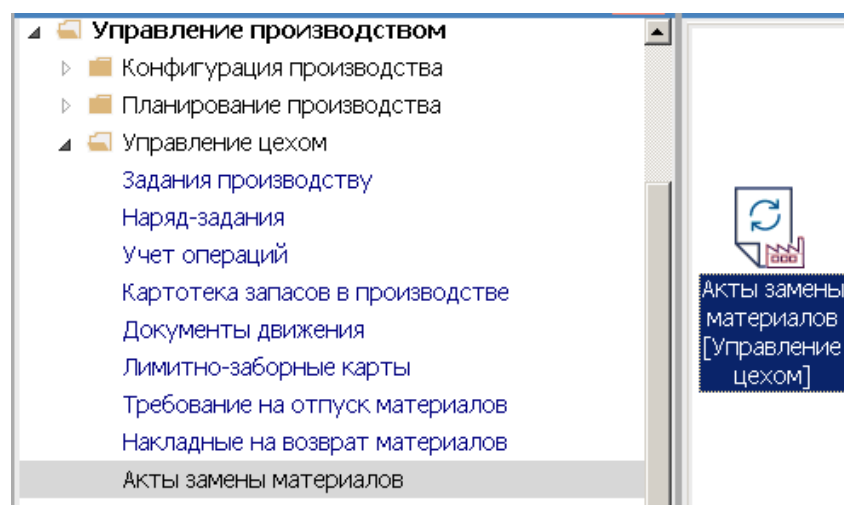 Управление производством
Конфигурация производства
Планирование производства
Управление цехом
Задания производству
Наряд-задания
Учет операций
Картотека запасов в производстве
Документы движения
Лимитно-заборные карты
Требование на отпуск материалов
Накладные на возврат материалов
Акты замены материалов
Акты замены
материалов
[Управление
цехом]